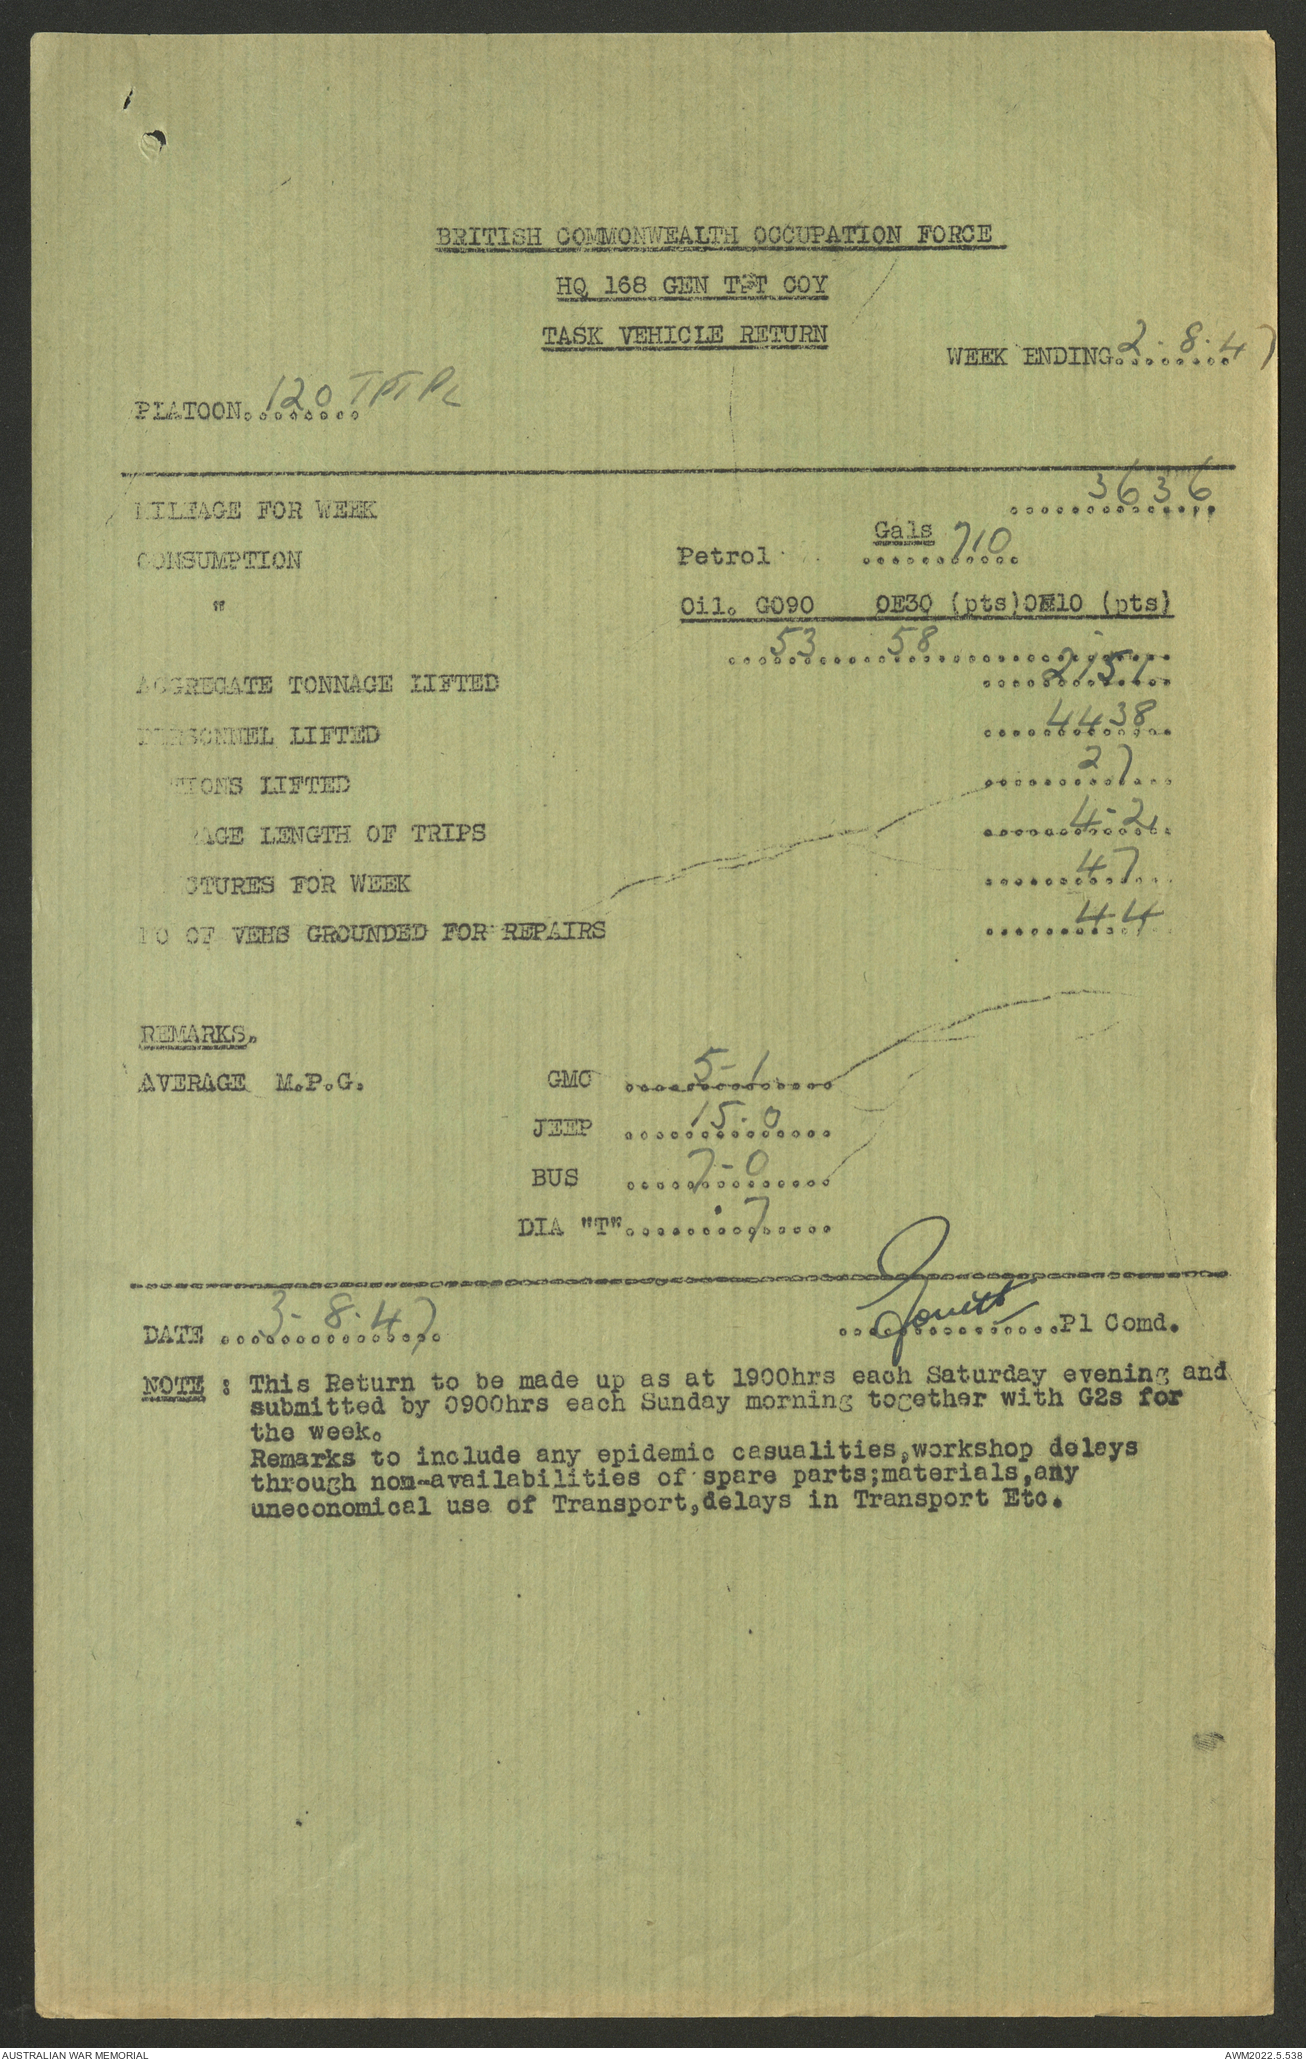 BRITISH COMMONWEALTH OCCUPATION FORCE
HQ 168 GEN TPT COY
TASK VEHICLE RETURN
WEEK ENDING 2.8.47
PLATOON 120 TPT PL
MILEAGE FOR WEEK 3636
Gals
CONSUMPTION Petrol 710
" Oil. GO90 OE30 (pts) OE10 (pts)
53 58 -
AGGREGATE TONNAGE LIFTED 2151
PERSONNEL LIFTED 4438
TIONS LIFTED 27
AGE LENGTH OF TRIPS 4-2
CTURES FOR WEEK 47
NO OF VEHS GROUNDED FOR REPAIRS 44
REMARKS.
AVERAGE M.P.G. GMC 5-1
JEEP 15.0
BUS 7-0
DIA "T" .7
DATE 3-8-47 Pl Comd.
NOTE : This Return to be made up as at 1900hrs each Saturday evening and
submitted by 0900hrs each Sunday morning together with G2s for
the week.
Remarks to include any epidemic casualities,workshop deleys
through non-availabilities of spare parts;materials,any
uneconomical use of Transport,delays in Transport Etc.
AUSTRALIAN WAR MEMORIAL
AWM2022.5.538